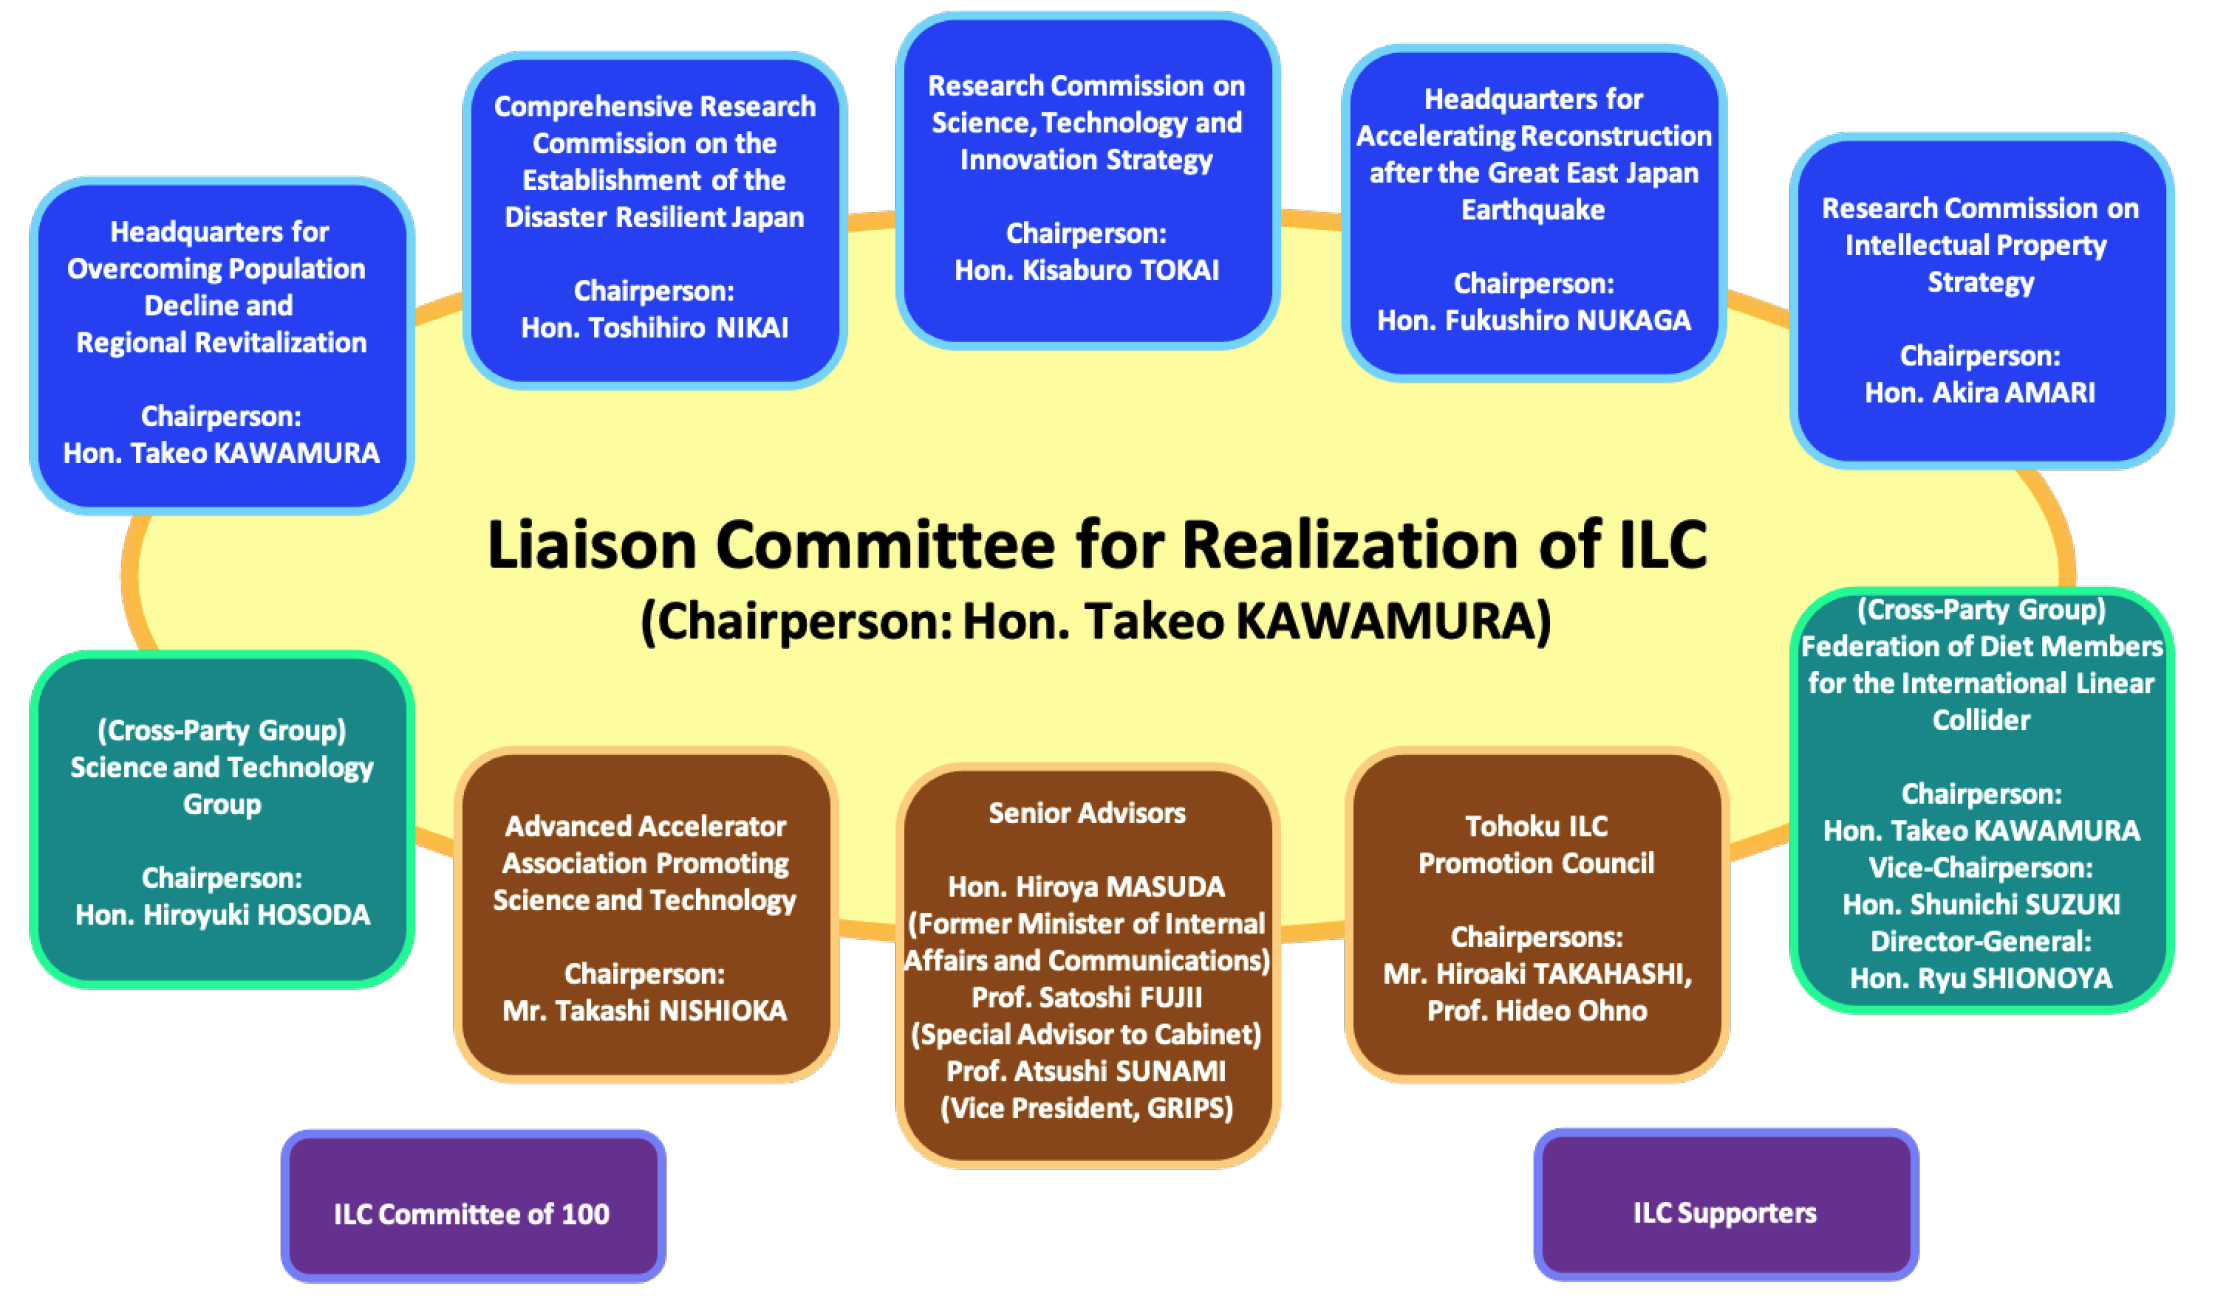 Headquarters for
Overcoming Population
Decline and
Regional Revitalization
Chairperson:
Hon. Takeo KAWAMURA
Comprehensive Research
Commission on the
Establishment of the
Disaster Resilient Japan
Chairperson:
Hon. Toshihiro NIKAI
Research Commission on
Science, Technology and
Innovation Strategy
Chairperson:
Hon. Kisaburo TOKAI
Headquarters for
Accelerating Reconstruction
after the Great East Japan
Earthquake
Chairperson:
Hon. Fukushiro NUKAGA
Research Commission on
Intellectual Property
Strategy
Chairperson:
Hon. Akira AMARI
Liaison Committee for Realization of ILC
(Chairperson: Hon. Takeo KAWAMURA)
(Cross-Party Group)
Science and Technology
Group
Chairperson:
Hon. Hiroyuki HOSODA
Advanced Accelerator
Association Promoting
Science and Technology
Chairperson:
Mr. Takashi NISHIOKA
Senior Advisors
Hon. Hiroya MASUDA
(Former Minister of Internal
Affairs and Communications)
Prof. Satoshi FUJII
(Special Advisor to Cabinet)
Prof. Atsushi SUNAMI
(Vice President, GRIPS)
Tohoku ILC
Promotion Council
Chairpersons:
Mr. Hiroaki TAKAHASHI,
Prof. Hideo Ohno
(Cross-Party Group)
Federation of Diet Members
for the International Linear
Collider
Chairperson:
Hon. Takeo KAWAMURA
Vice-Chairperson:
Hon. Shunichi SUZUKI
Director-General:
Hon. Ryu SHIONOYA
ILC Committee of 100
ILC Supporters